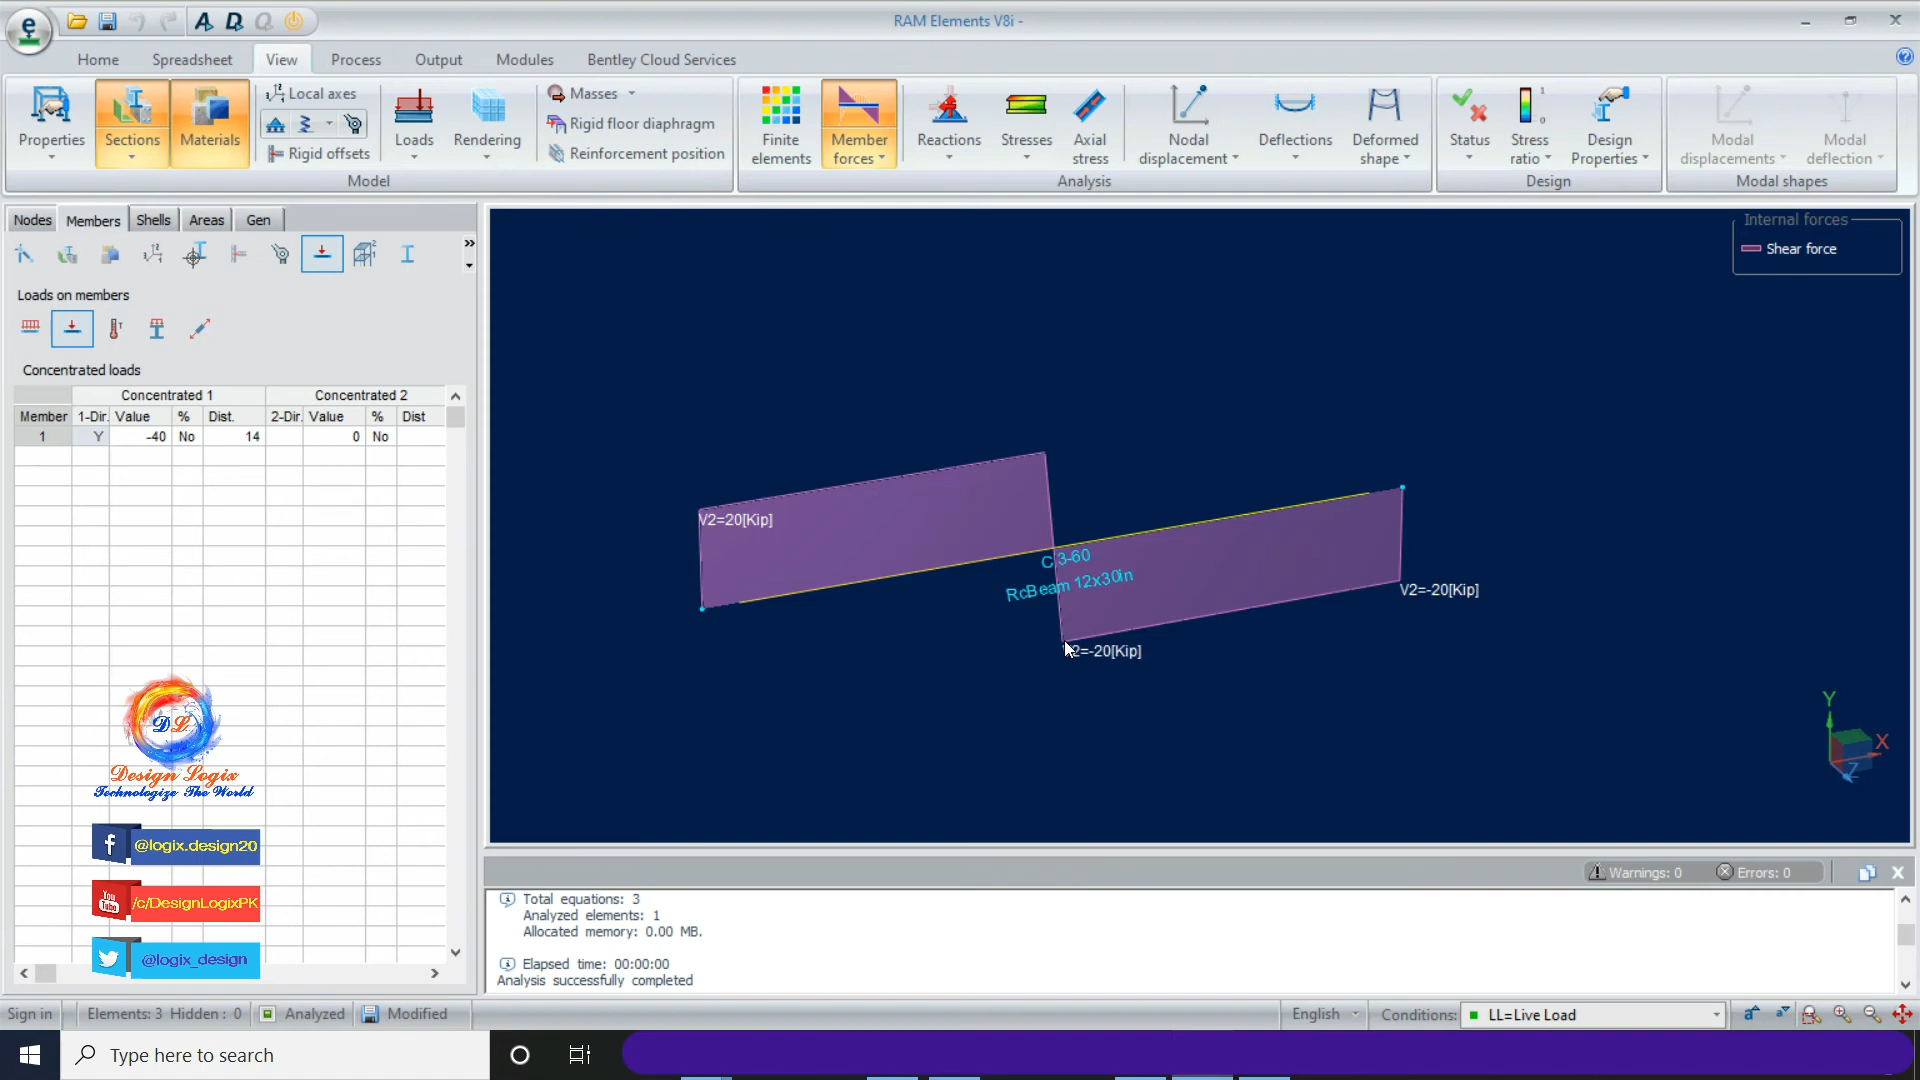 RAM Elements V8i -
Home Spreadsheet View Process Output Modules Bentley Cloud Services
Properties Sections Materials Local axes Rigid offsets Loads Rendering Masses Rigid floor diaphragm Reinforcement position
Finite elements Member forces Reactions Stresses Axial stress Nodal displacement Deflections Deformed shape
Status Stress ratio Design Properties Modal displacements Modal deflection
Model Analysis Design Modal shapes
Nodes Members Shells Areas Gen
Loads on members
Concentrated loads
Concentrated 1 Concentrated 2
Member 1-Dir. Value % Dist. 2-Dir. Value % Dist
1 Y -40 No 14 0 No
Internal forces
Shear force
V2=20[Kip]
C 3-60
RcBeam 12x30in
V2=-20[Kip]
V2=-20[Kip]
Y
X
Z
DL
Design Logix
Technologize The World
@logix.design20
You Tube /c/DesignLogixPK
@logix_design
Warnings: 0 Errors: 0
Total equations: 3
Analyzed elements: 1
Allocated memory: 0.00 MB.
Elapsed time: 00:00:00
Analysis successfully completed
Sign in Elements: 3 Hidden : 0 Analyzed Modified English Conditions: LL=Live Load
Type here to search